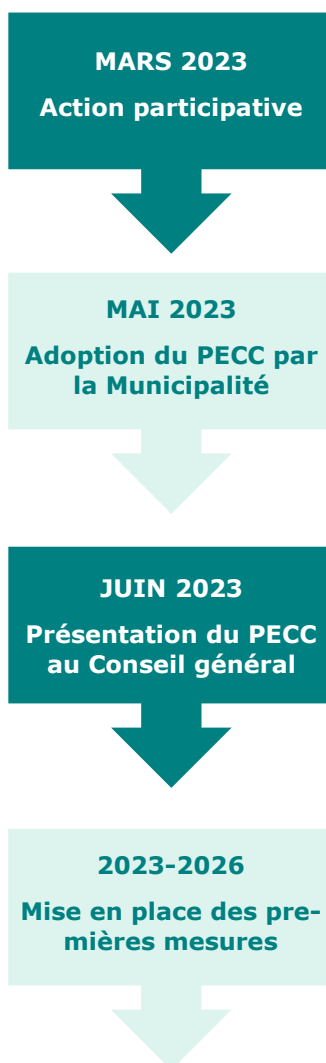 MARS 2023
Action participative
MAI 2023
Adoption du PECC par
la Municipalité
JUIN 2023
Présentation du PECC
au Conseil général
2023-2026
Mise en place des pre-
mières mesures